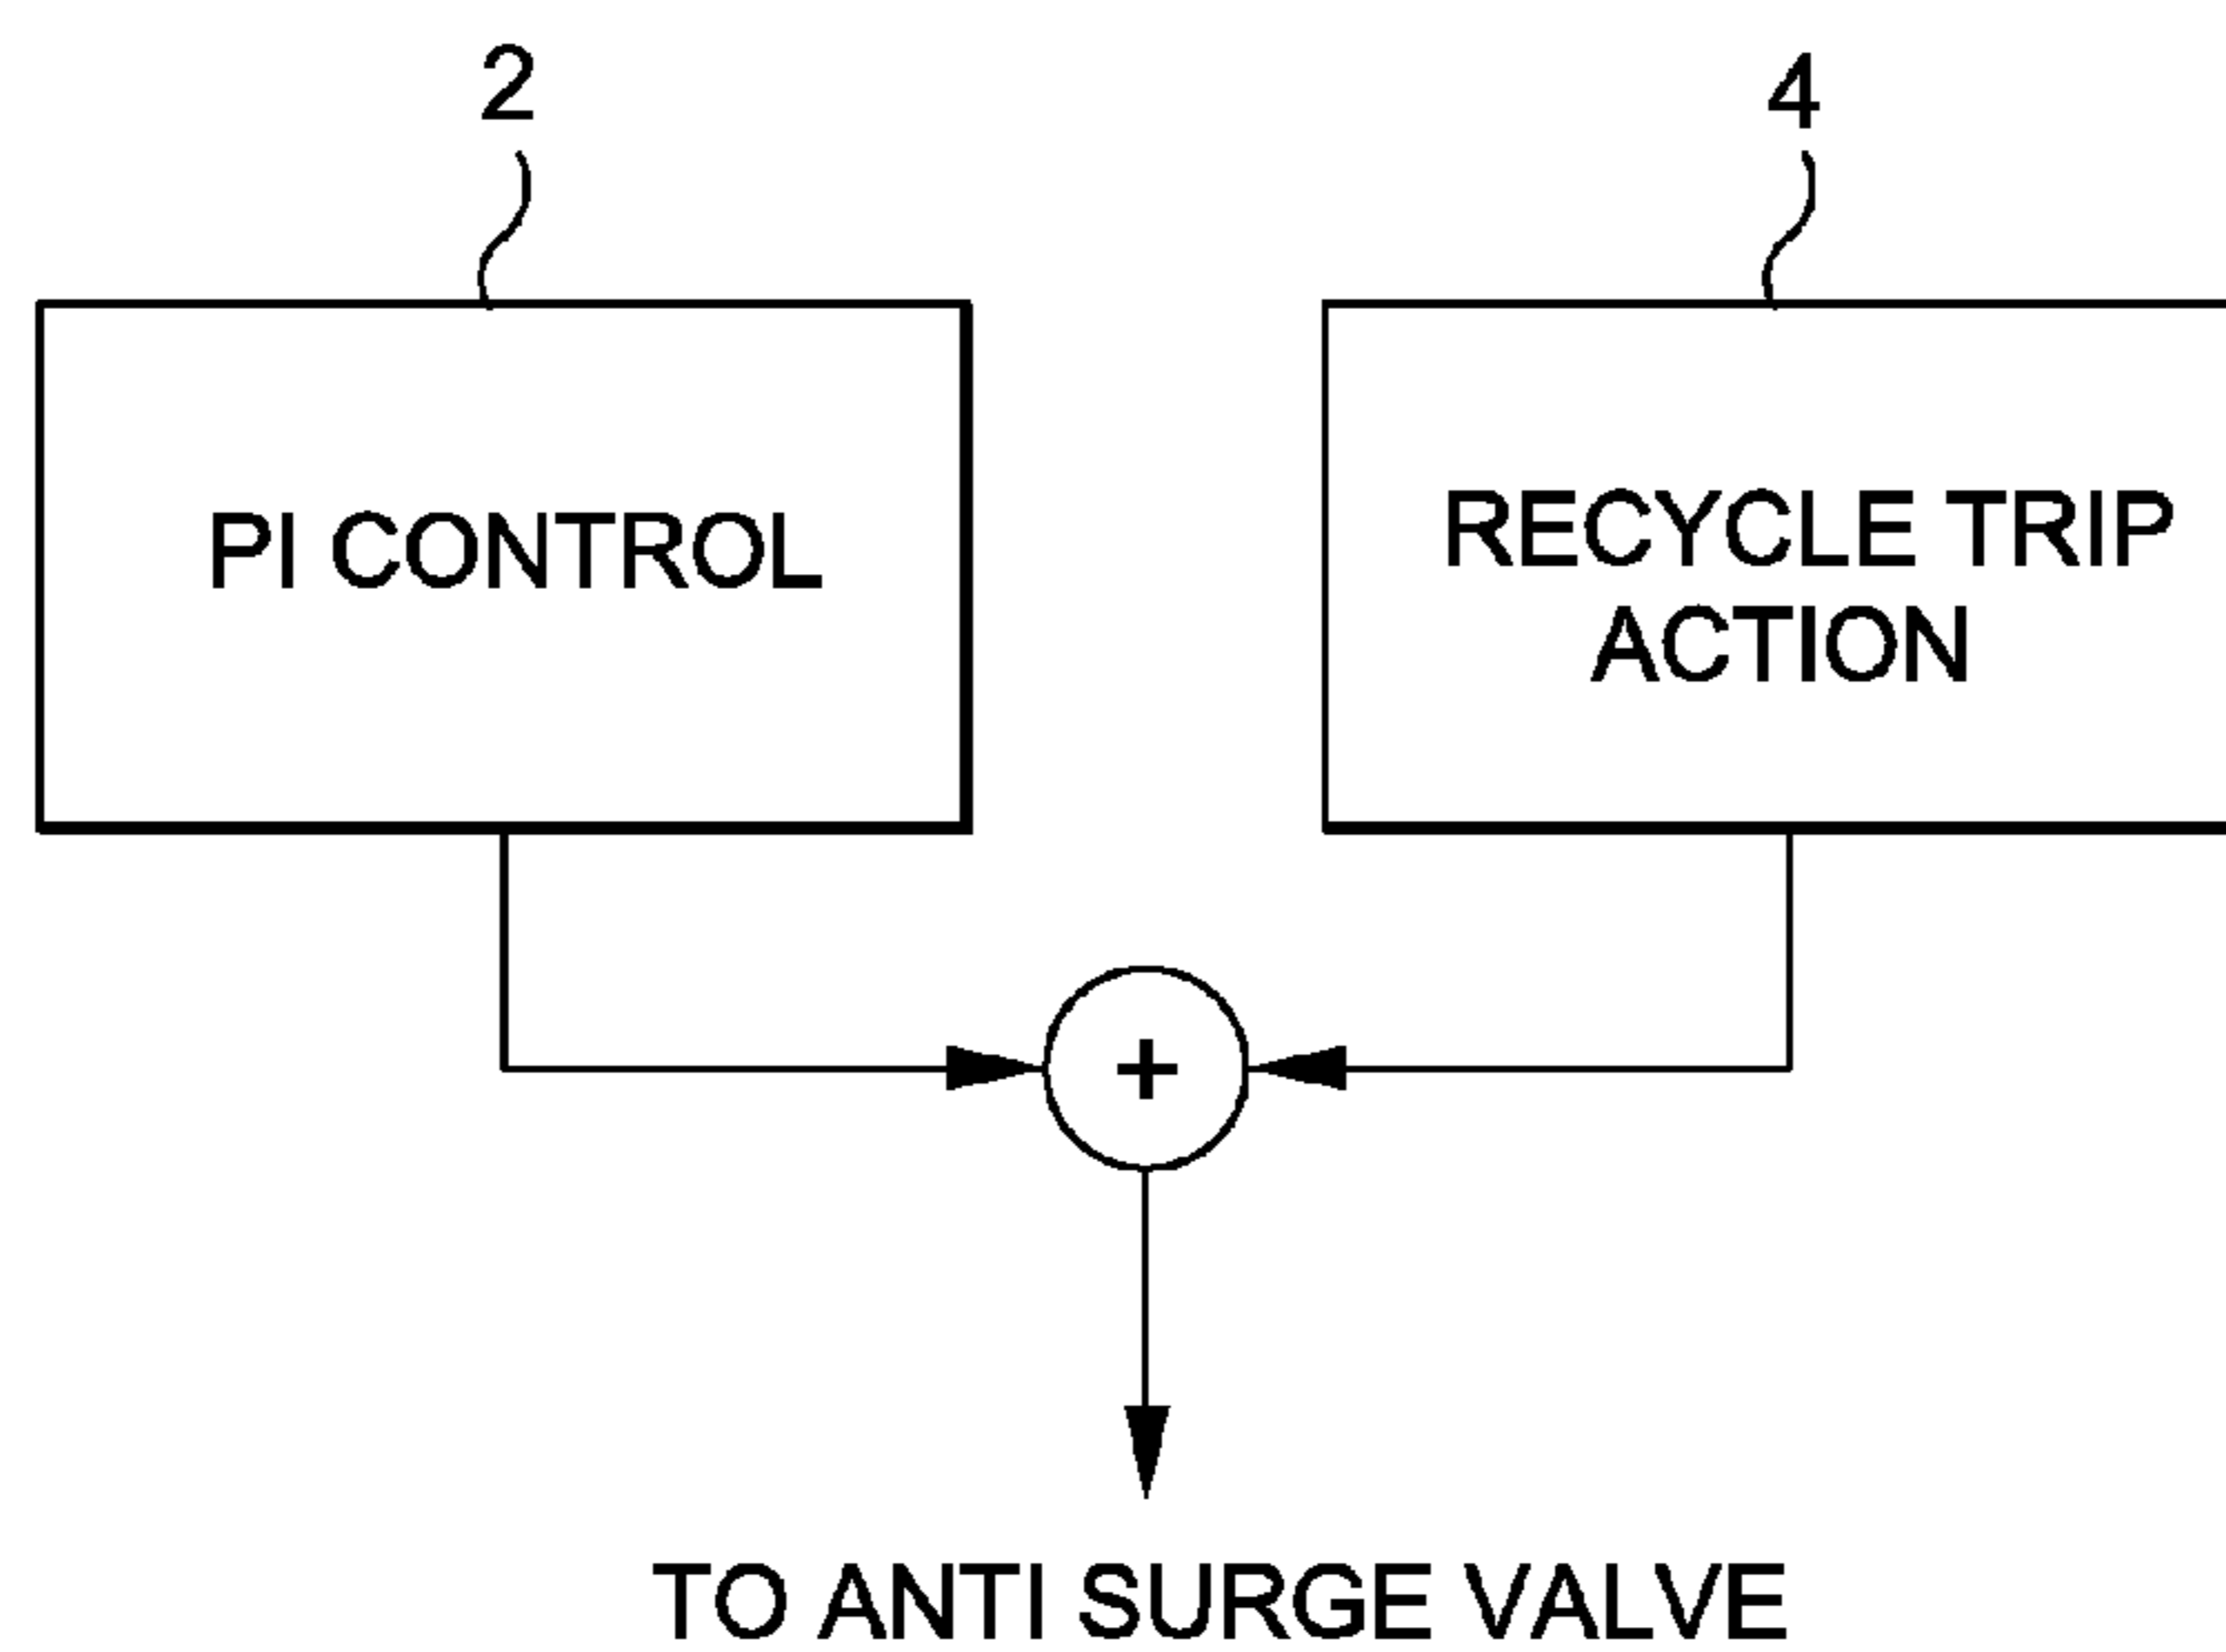 2
4
PI CONTROL
RECYCLE TRIP
ACTION
+
TO ANTI SURGE VALVE